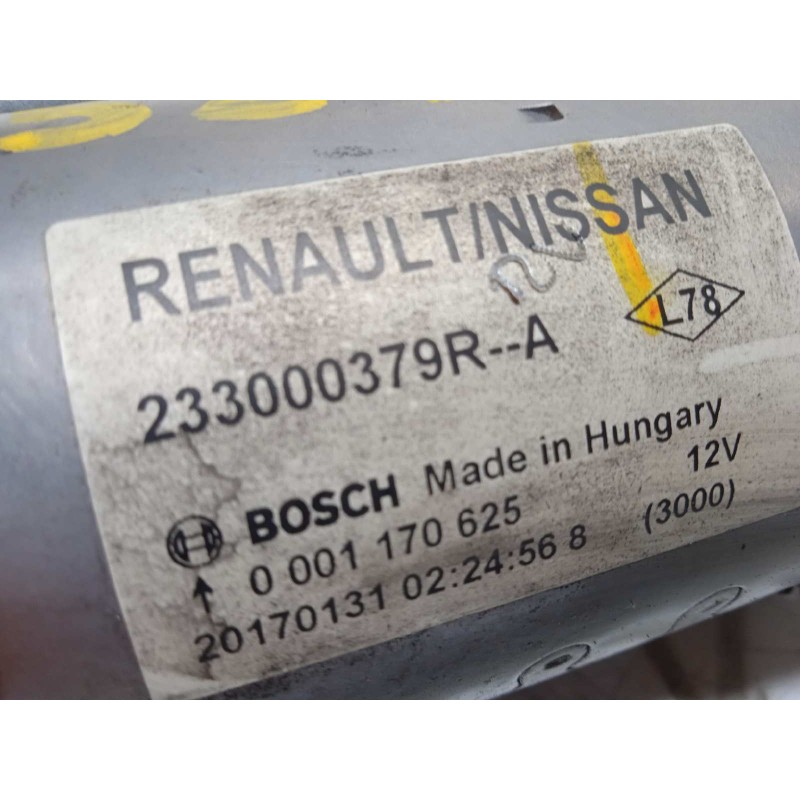 RENAULT/NISSAN
L78
233000379R--A
BOSCH Made in Hungary
0 001 170 625 12V
20170131 02:24:56 8 (3000)